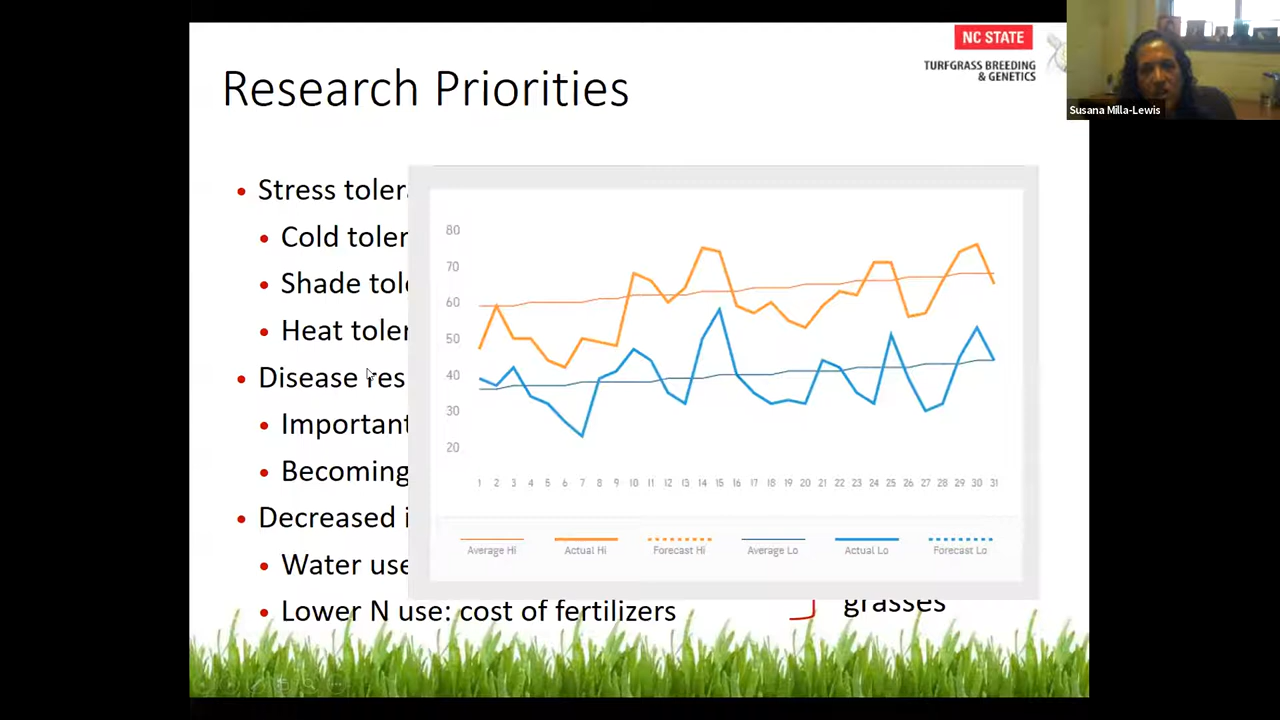 NC STATE
TURFGRASS BREEDING
& GENETICS
Susana Milla-Lewis
Research Priorities
• Stress toler
• Cold toler
• Shade tol
• Heat toler
• Disease res
• Important
• Becoming
• Decreased i
• Water use
• Lower N use: cost of fertilizers
grasses
80
70
60
50
40
30
20
1 2 3 4 5 6 7 8 9 10 11 12 13 14 15 16 17 18 19 20 21 22 23 24 25 26 27 28 29 30 31
Average Hi Actual Hi Forecast Hi Average Lo Actual Lo Forecast Lo